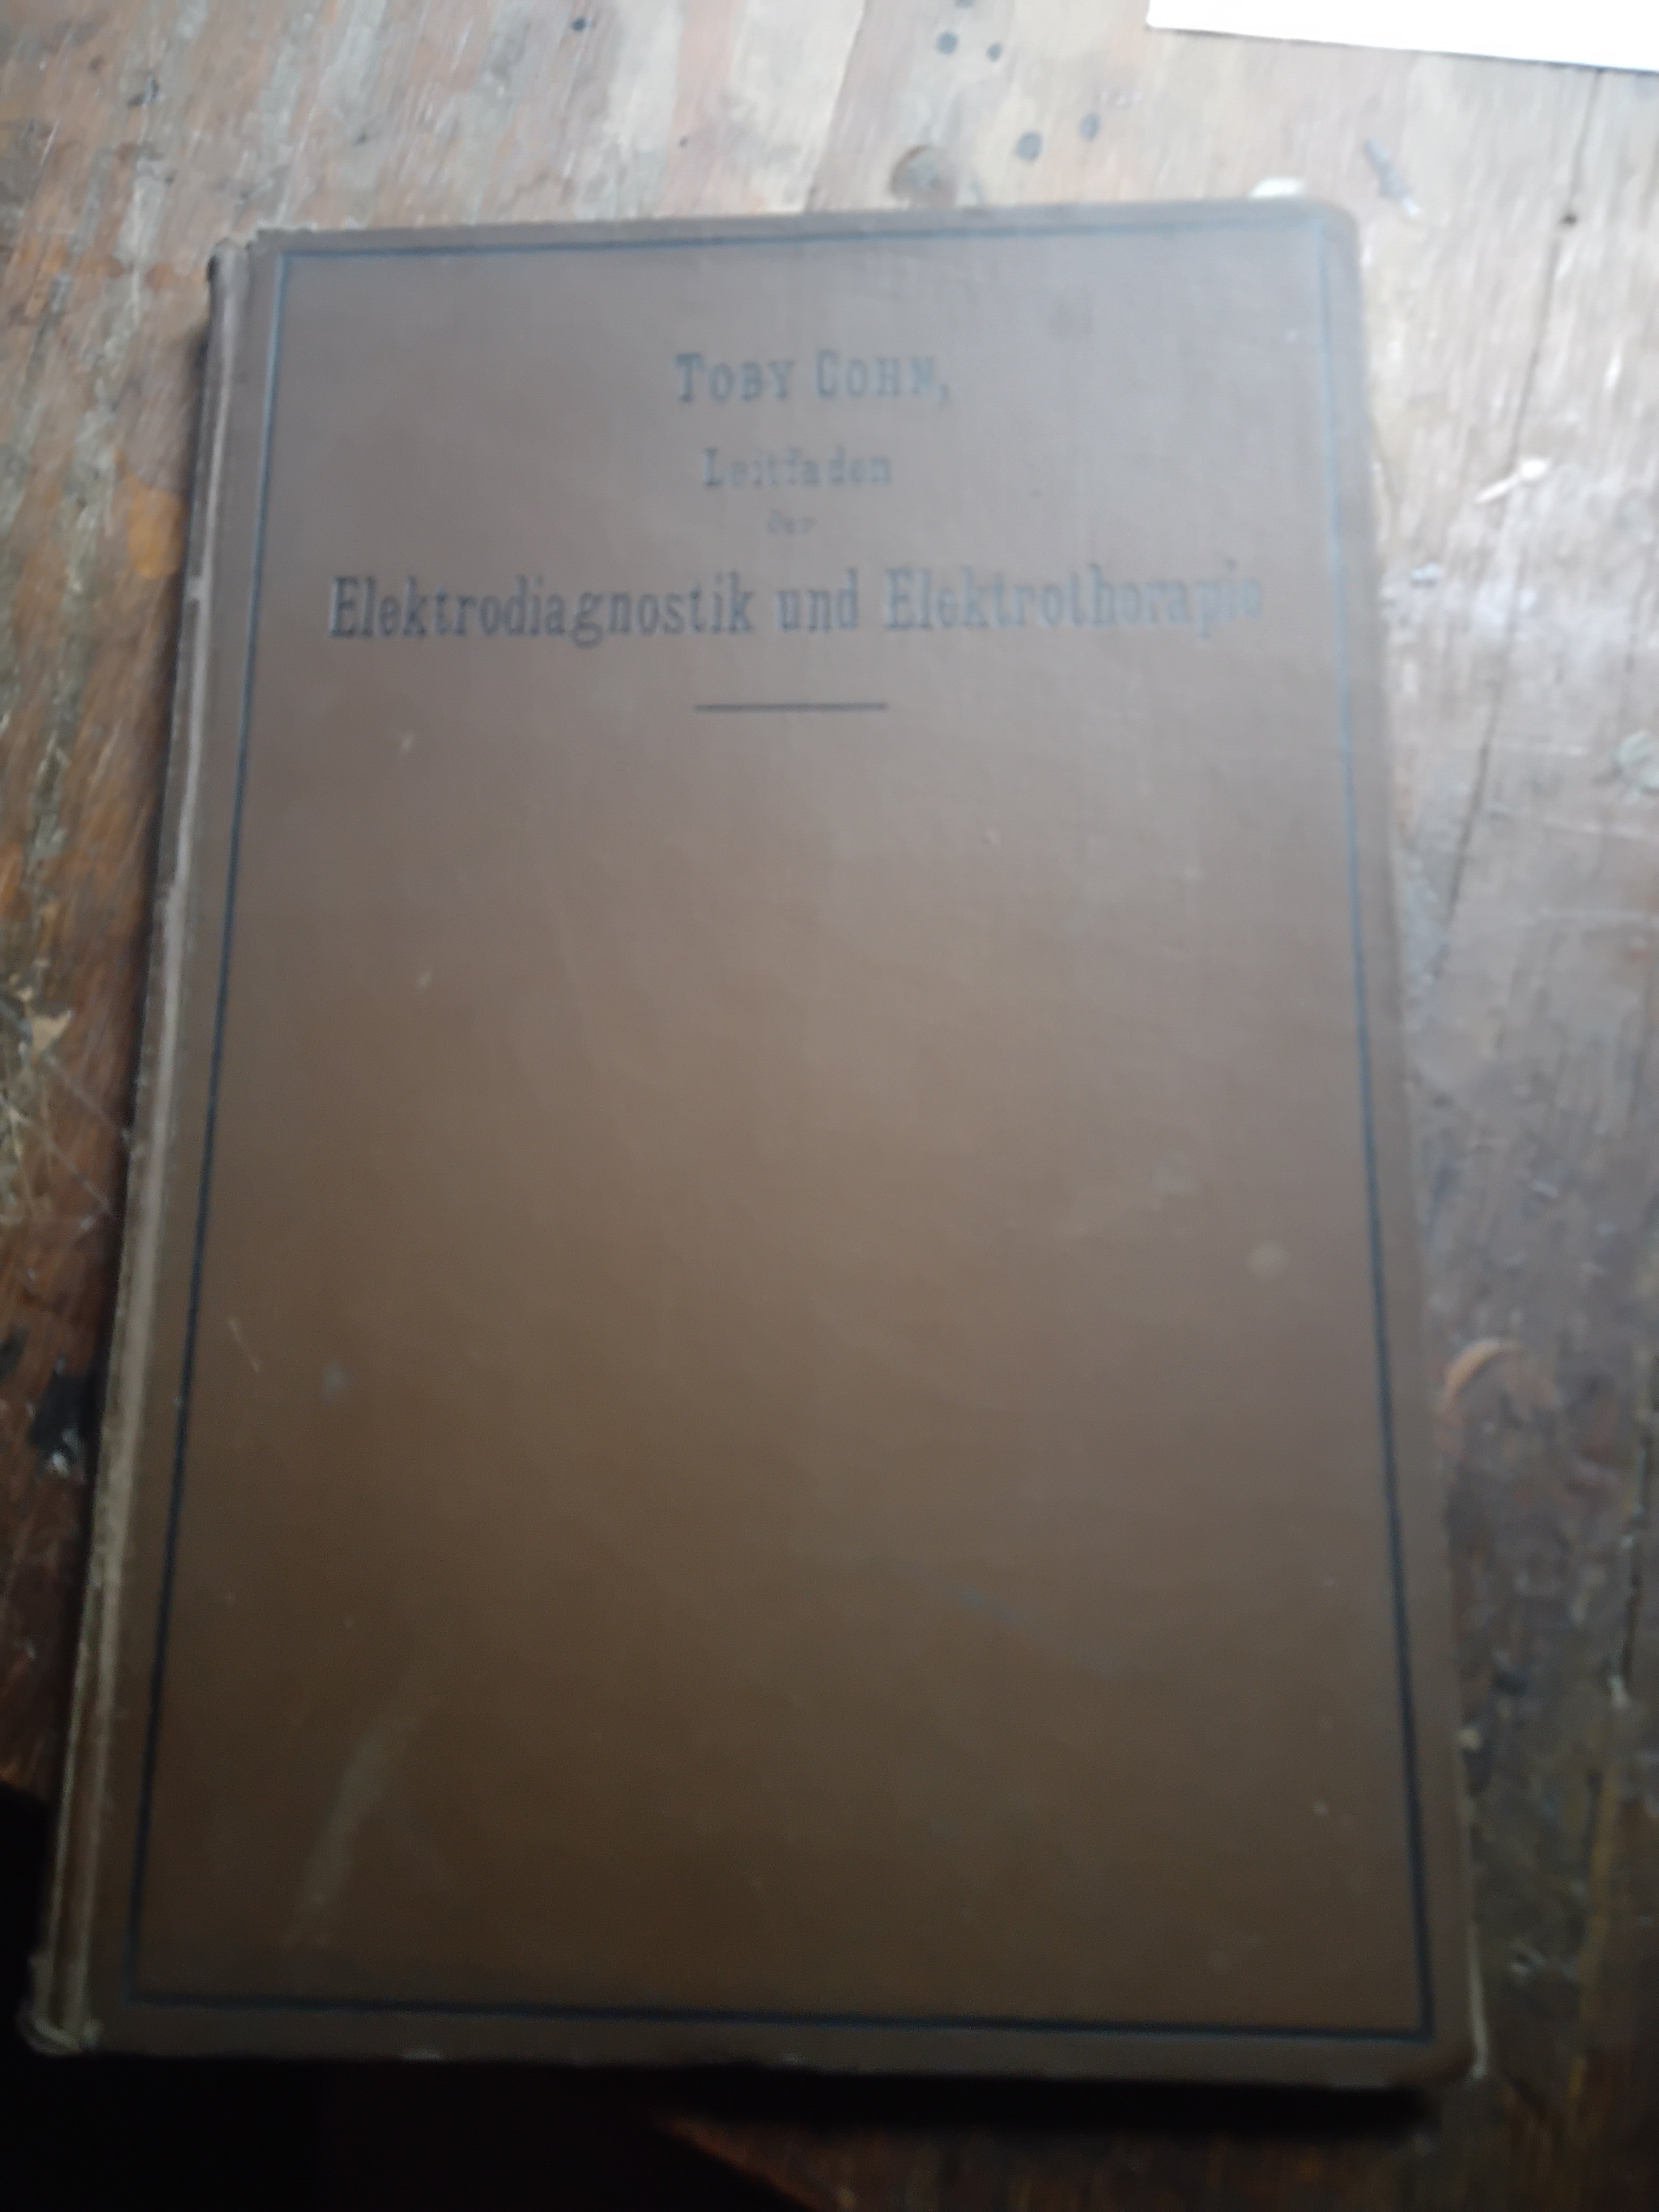 TOBY COHN,
Leitfaden
der
Elektrodiagnostik und Elektrotherapie